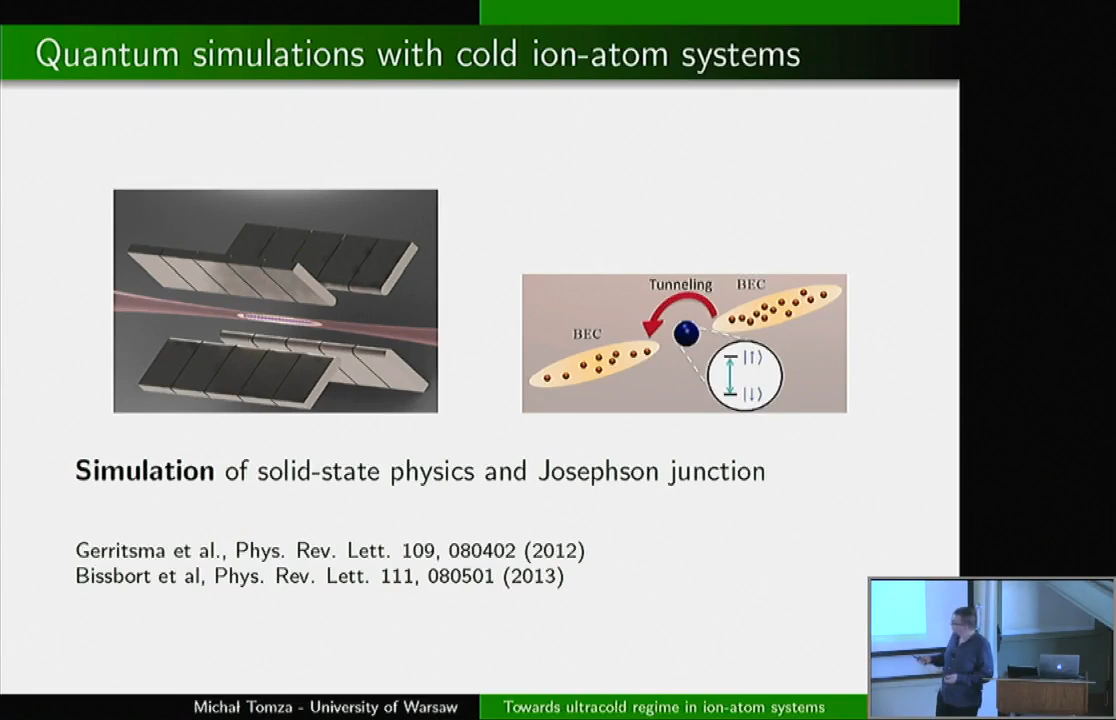 Quantum simulations with cold ion-atom systems
Tunneling
BEC
BEC
|↑⟩
|↓⟩
Simulation of solid-state physics and Josephson junction
Gerritsma et al., Phys. Rev. Lett. 109, 080402 (2012)
Bissbort et al, Phys. Rev. Lett. 111, 080501 (2013)
Michał Tomza - University of Warsaw
Towards ultracold regime in ion-atom systems